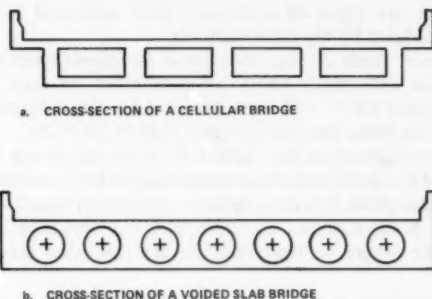 a. CROSS-SECTION OF A CELLULAR BRIDGE
b. CROSS-SECTION OF A VOIDED SLAB BRIDGE